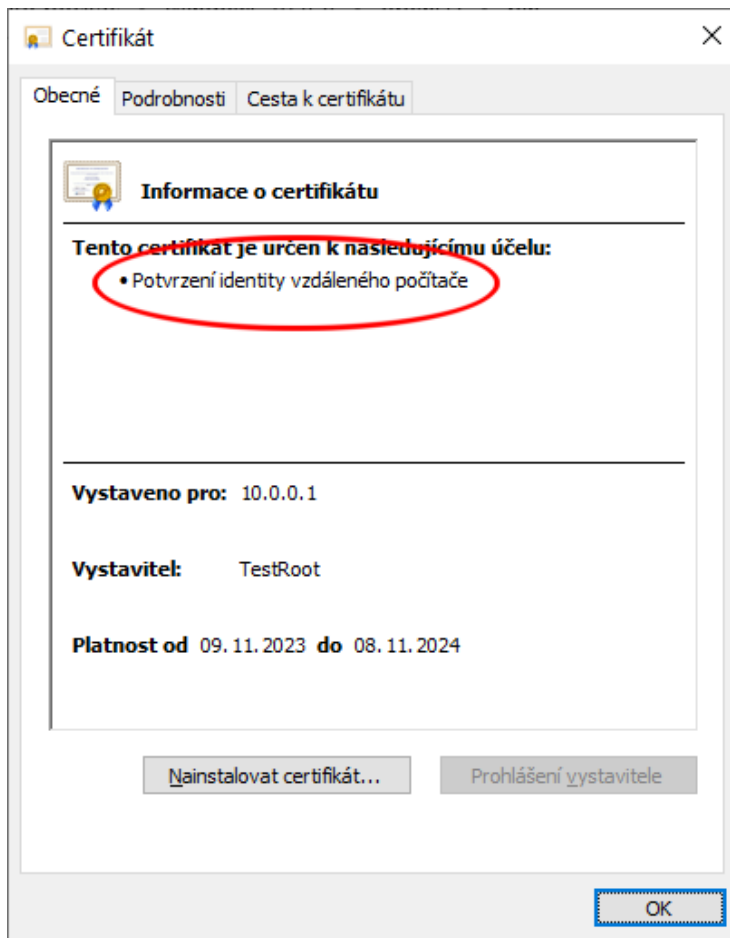 Certifikát
Obecné Podrobnosti Cesta k certifikátu
Informace o certifikátu
Tento certifikát je určen k následujícímu účelu:
• Potvrzení identity vzdáleného počítače
Vystaveno pro: 10.0.0.1
Vystavitel: TestRoot
Platnost od 09.11.2023 do 08.11.2024
Nainstalovat certifikát... Prohlášení vystavitele
OK